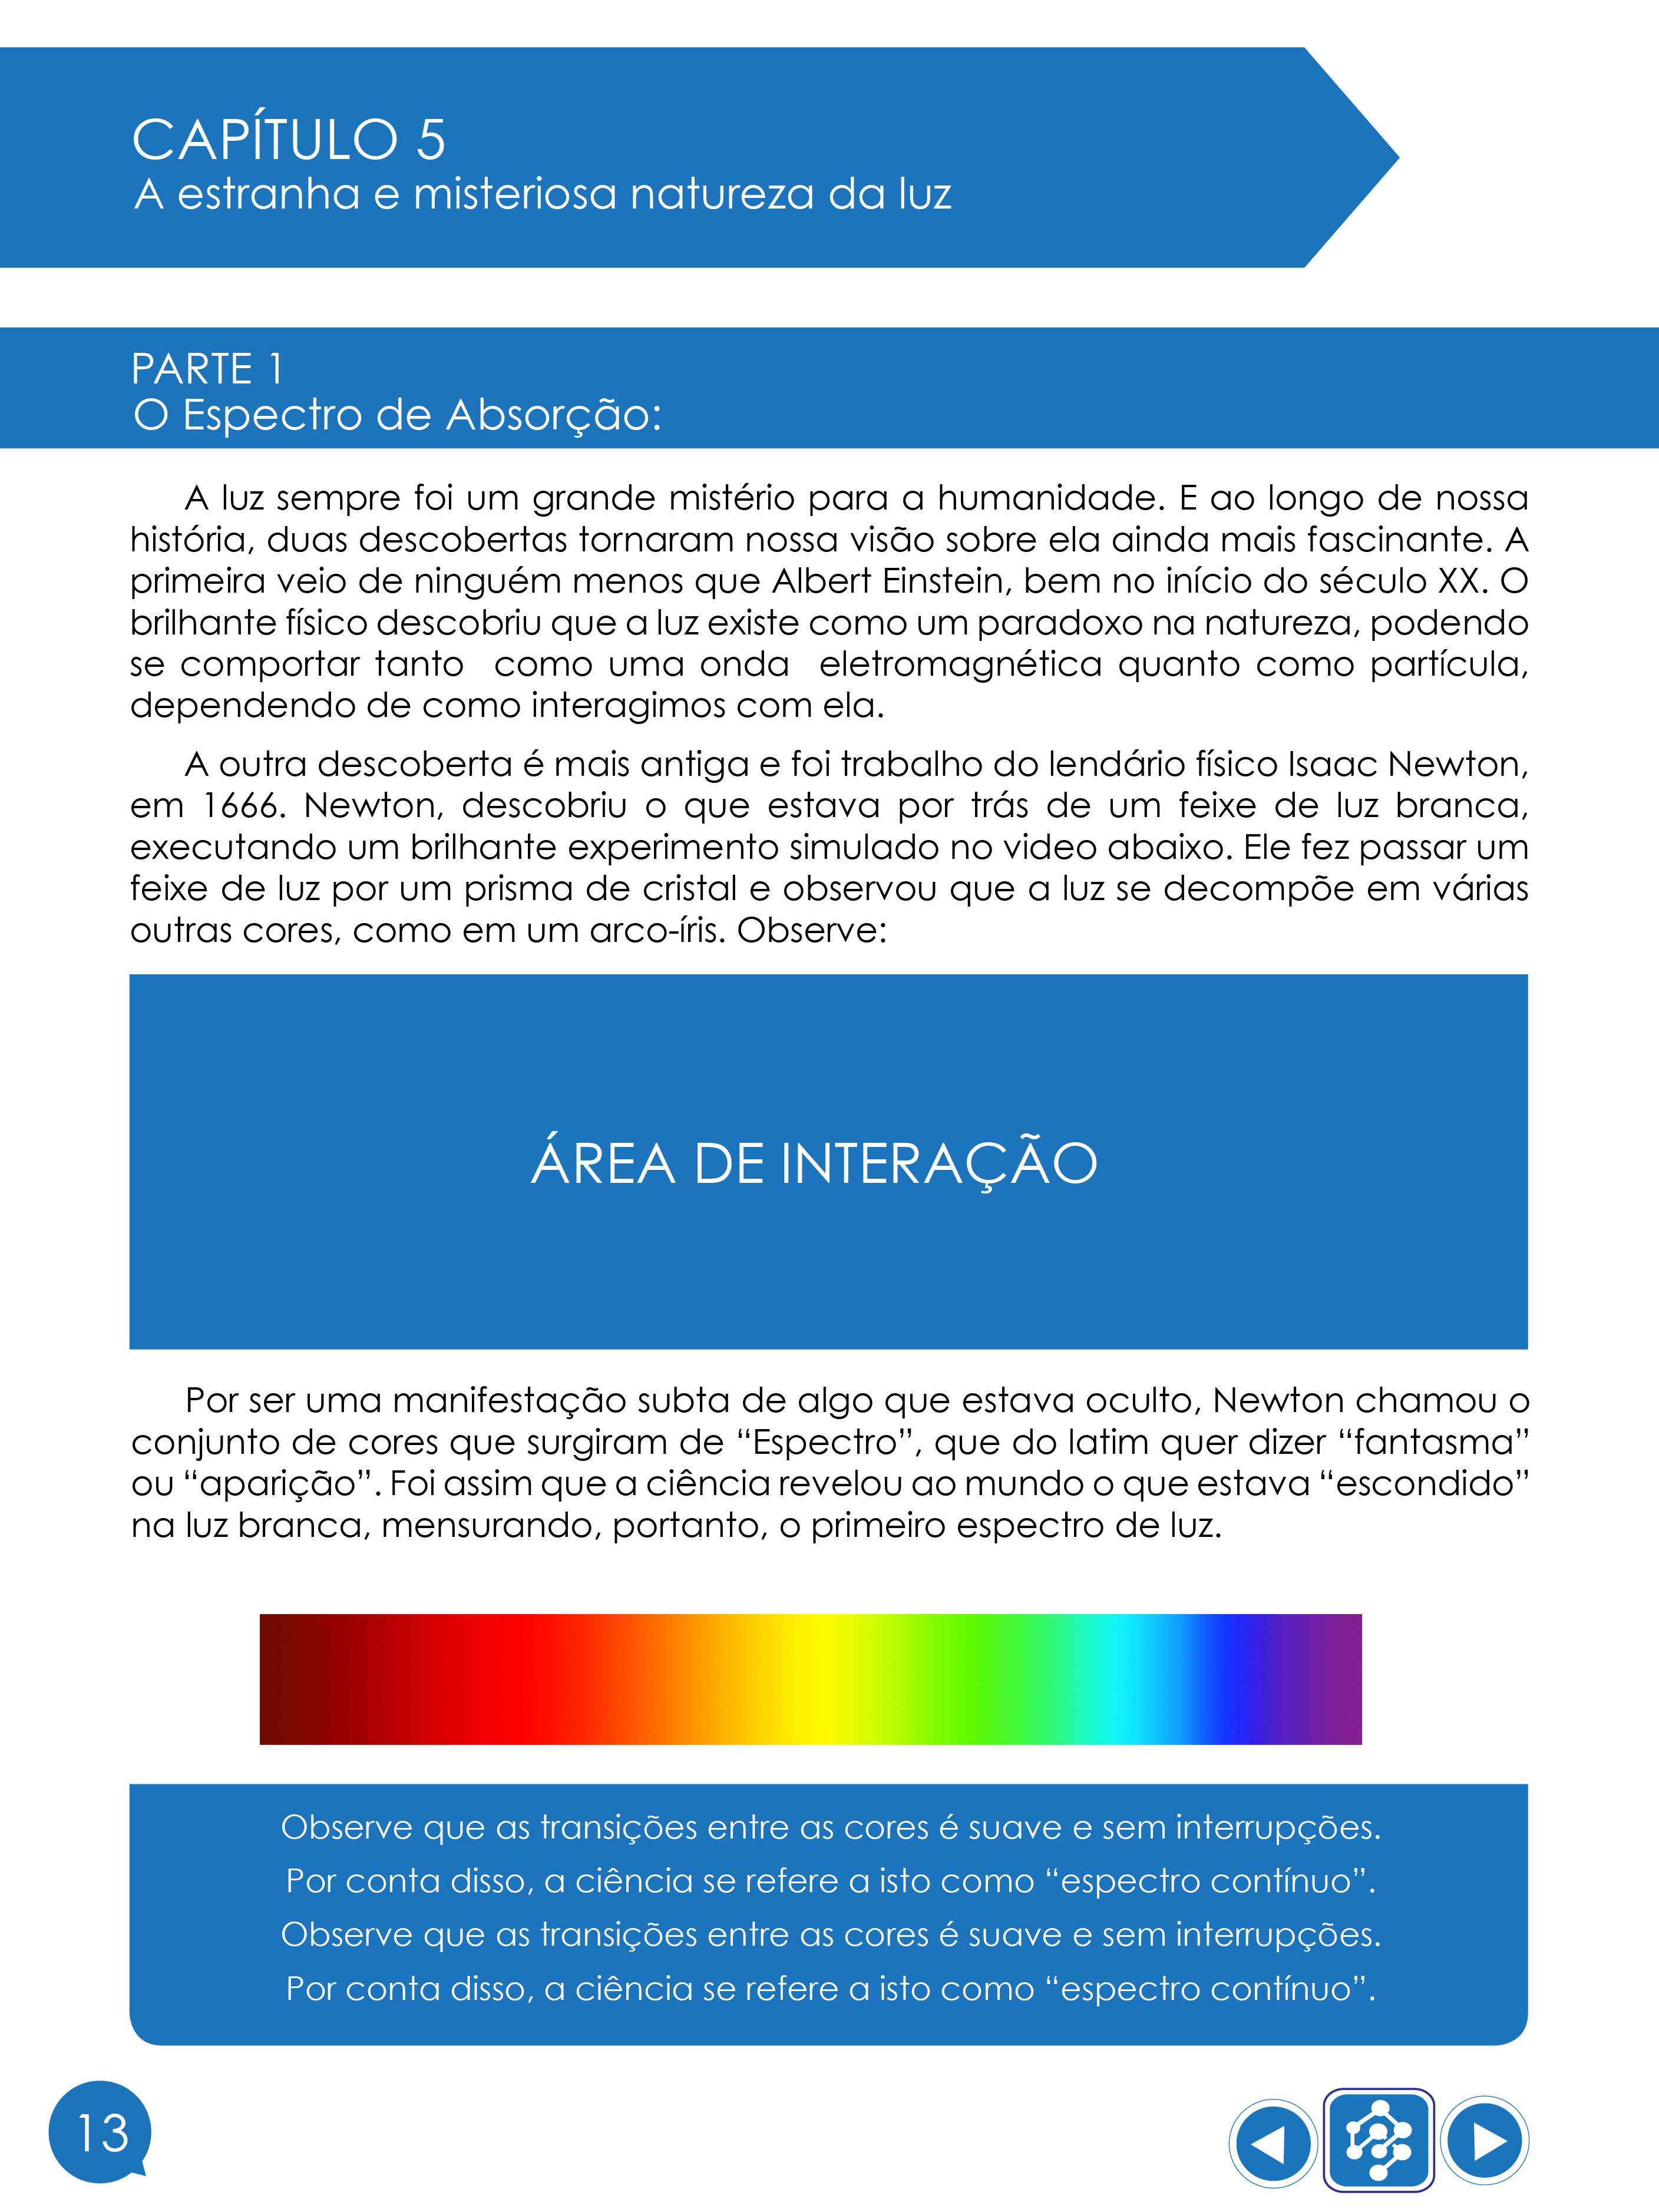 CAPÍTULO 5
A estranha e misteriosa natureza da luz
PARTE 1
O Espectro de Absorção:
A luz sempre foi um grande mistério para a humanidade. E ao longo de nossa
história, duas descobertas tornaram nossa visão sobre ela ainda mais fascinante. A
primeira veio de ninguém menos que Albert Einstein, bem no início do século XX. O
brilhante físico descobriu que a luz existe como um paradoxo na natureza, podendo
se comportar tanto como uma onda eletromagnética quanto como partícula,
dependendo de como interagimos com ela.
A outra descoberta é mais antiga e foi trabalho do lendário físico Isaac Newton,
em 1666. Newton, descobriu o que estava por trás de um feixe de luz branca,
executando um brilhante experimento simulado no video abaixo. Ele fez passar um
feixe de luz por um prisma de cristal e observou que a luz se decompõe em várias
outras cores, como em um arco-íris. Observe:
ÁREA DE INTERAÇÃO
Por ser uma manifestação subta de algo que estava oculto, Newton chamou o
conjunto de cores que surgiram de “Espectro”, que do latim quer dizer “fantasma”
ou “aparição”. Foi assim que a ciência revelou ao mundo o que estava “escondido”
na luz branca, mensurando, portanto, o primeiro espectro de luz.
Observe que as transições entre as cores é suave e sem interrupções.
Por conta disso, a ciência se refere a isto como “espectro contínuo”.
Observe que as transições entre as cores é suave e sem interrupções.
Por conta disso, a ciência se refere a isto como “espectro contínuo”.
13